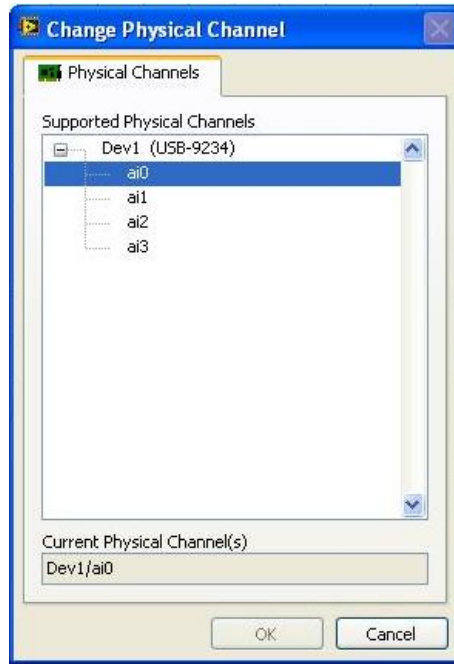 Change Physical Channel
Physical Channels
Supported Physical Channels
Dev1 (USB-9234)
ai0
ai1
ai2
ai3
Current Physical Channel(s)
Dev1/ai0
OK Cancel